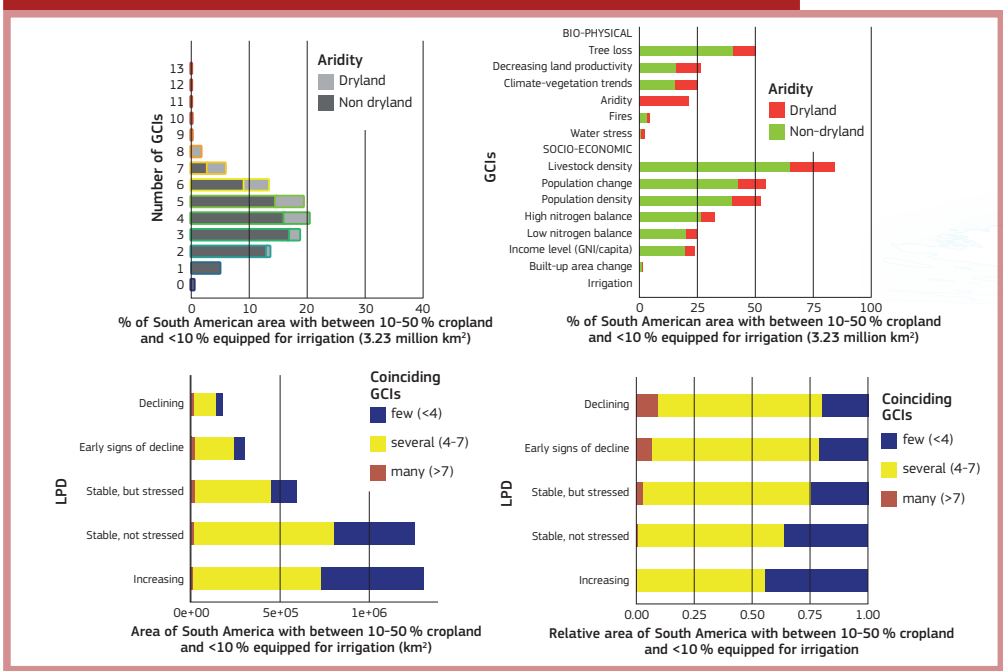 Number of GCIs
13
12
11
10
9
8
7
6
5
4
3
2
1
0
Aridity
Dryland
Non dryland
0 10 20 30 40
% of South American area with between 10-50 % cropland
and <10 % equipped for irrigation (3.23 million km²)
GCIs
BIO-PHYSICAL
Tree loss
Decreasing land productivity
Climate-vegetation trends
Aridity
Fires
Water stress
SOCIO-ECONOMIC
Livestock density
Population change
Population density
High nitrogen balance
Low nitrogen balance
Income level (GNI/capita)
Built-up area change
Irrigation
Aridity
Dryland
Non-dryland
0 25 50 75 100
% of South American area with between 10-50 % cropland
and <10 % equipped for irrigation (3.23 million km²)
LPD
Declining
Early signs of decline
Stable, but stressed
Stable, not stressed
Increasing
Coinciding
GCIs
few (<4)
several (4-7)
many (>7)
0e+00 5e+05 1e+06
Area of South America with between 10-50 % cropland
and <10 % equipped for irrigation (km²)
LPD
Declining
Early signs of decline
Stable, but stressed
Stable, not stressed
Increasing
Coinciding
GCIs
few (<4)
several (4-7)
many (>7)
0.00 0.25 0.50 0.75 1.00
Relative area of South America with between 10-50 % cropland
and <10 % equipped for irrigation